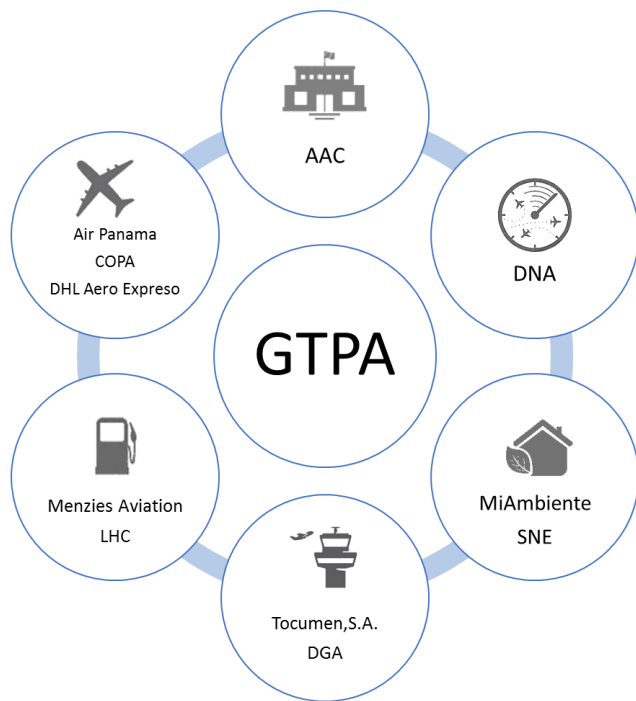 AAC
Air Panama
COPA
DHL Aero Expreso
DNA
GTPA
Menzies Aviation
LHC
MiAmbiente
SNE
Tocumen,S.A.
DGA